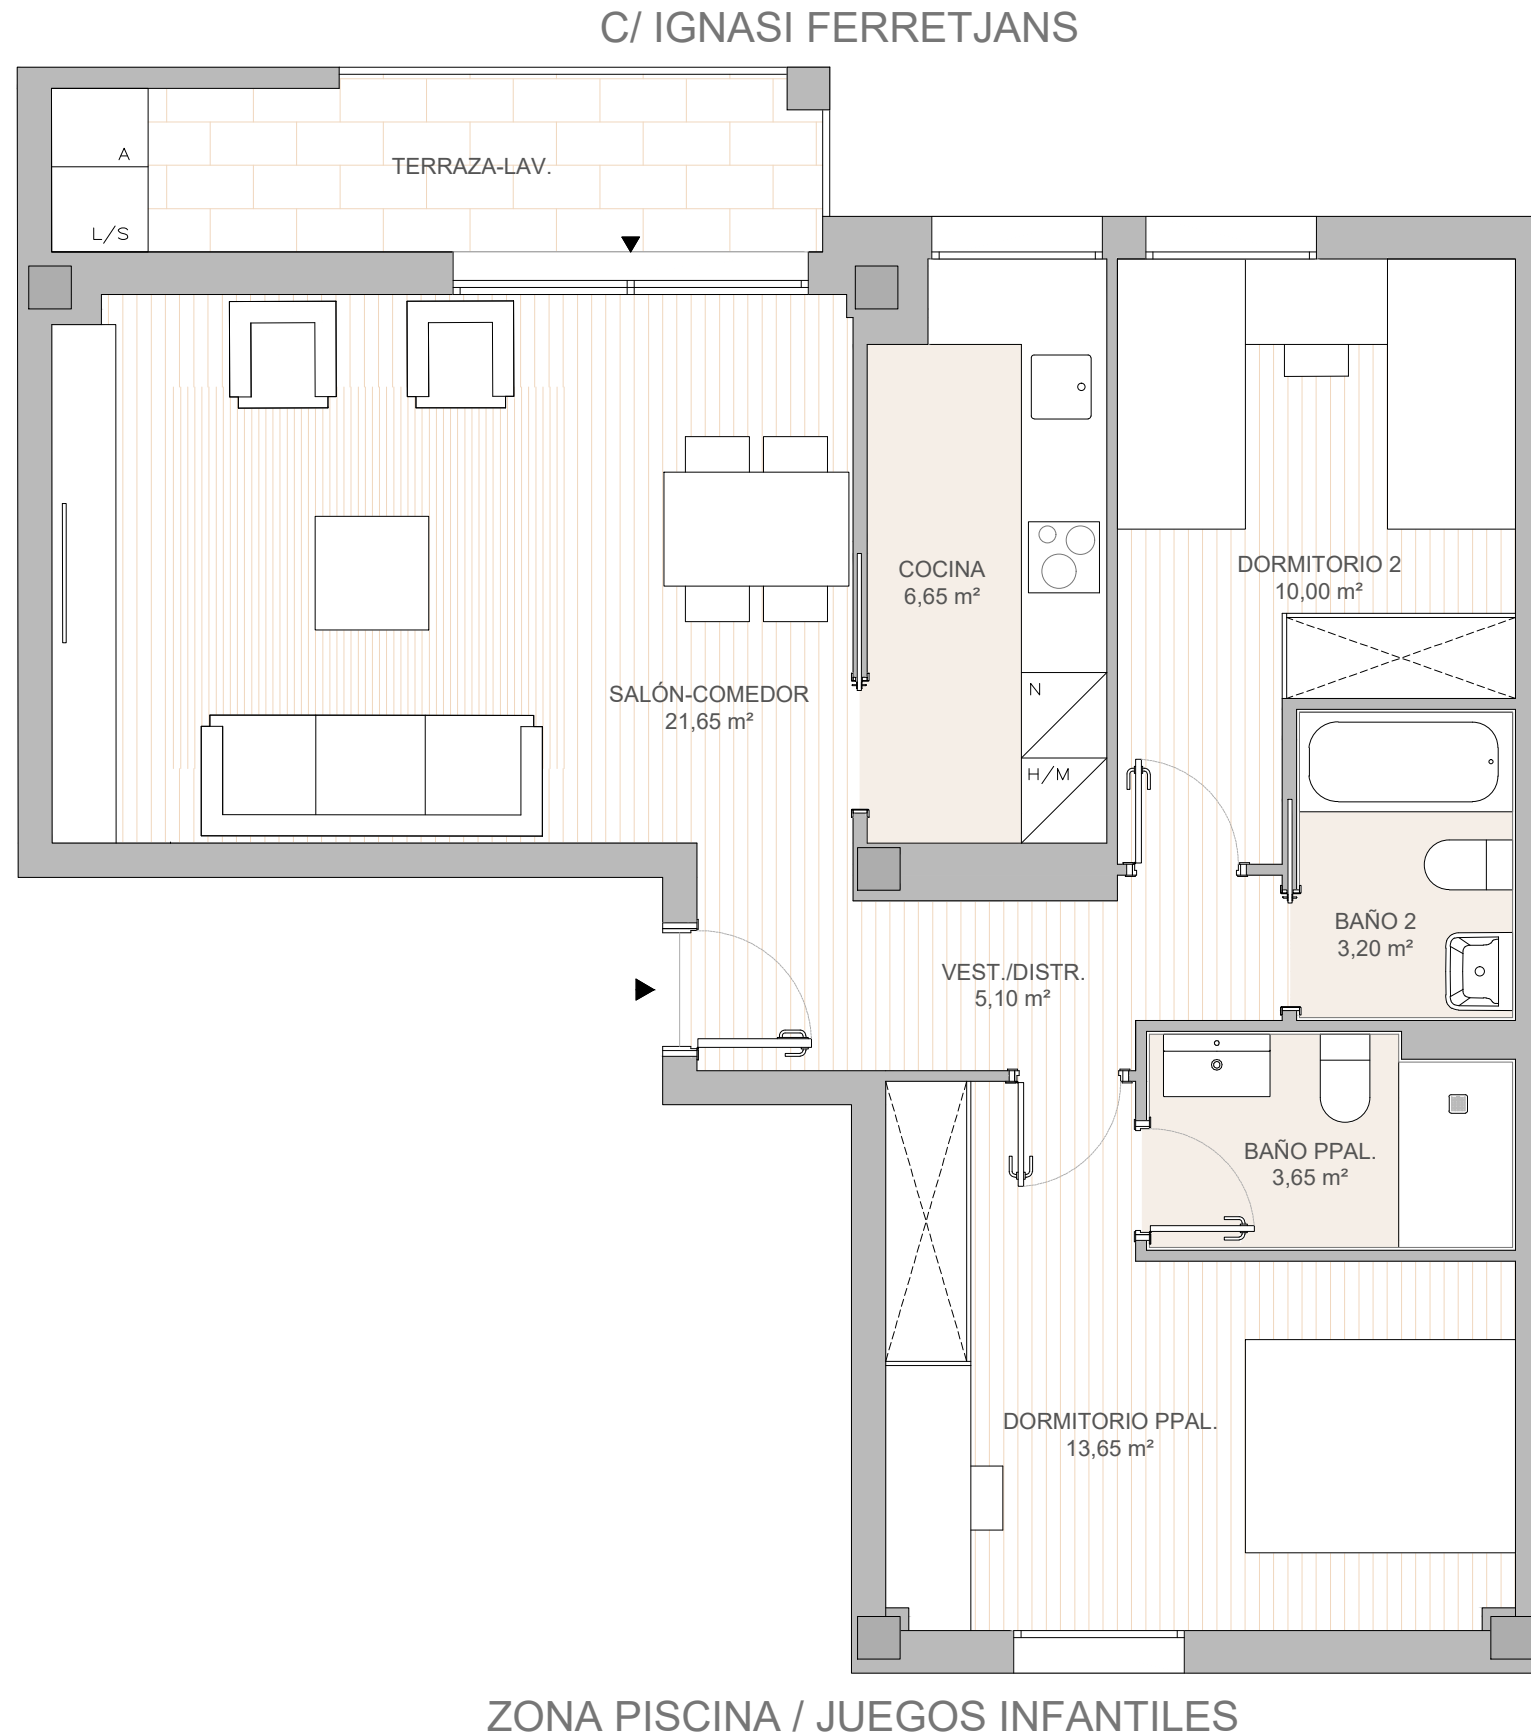 C/ IGNASI FERRETJANS
A
TERRAZA-LAV.
L/S
COCINA
6,65 m²
DORMITORIO 2
10,00 m²
SALÓN-COMEDOR
21,65 m²
N
H/M
BAÑO 2
3,20 m²
VEST./DISTR.
5,10 m²
BAÑO PPAL.
3,65 m²
DORMITORIO PPAL.
13,65 m²
ZONA PISCINA / JUEGOS INFANTILES